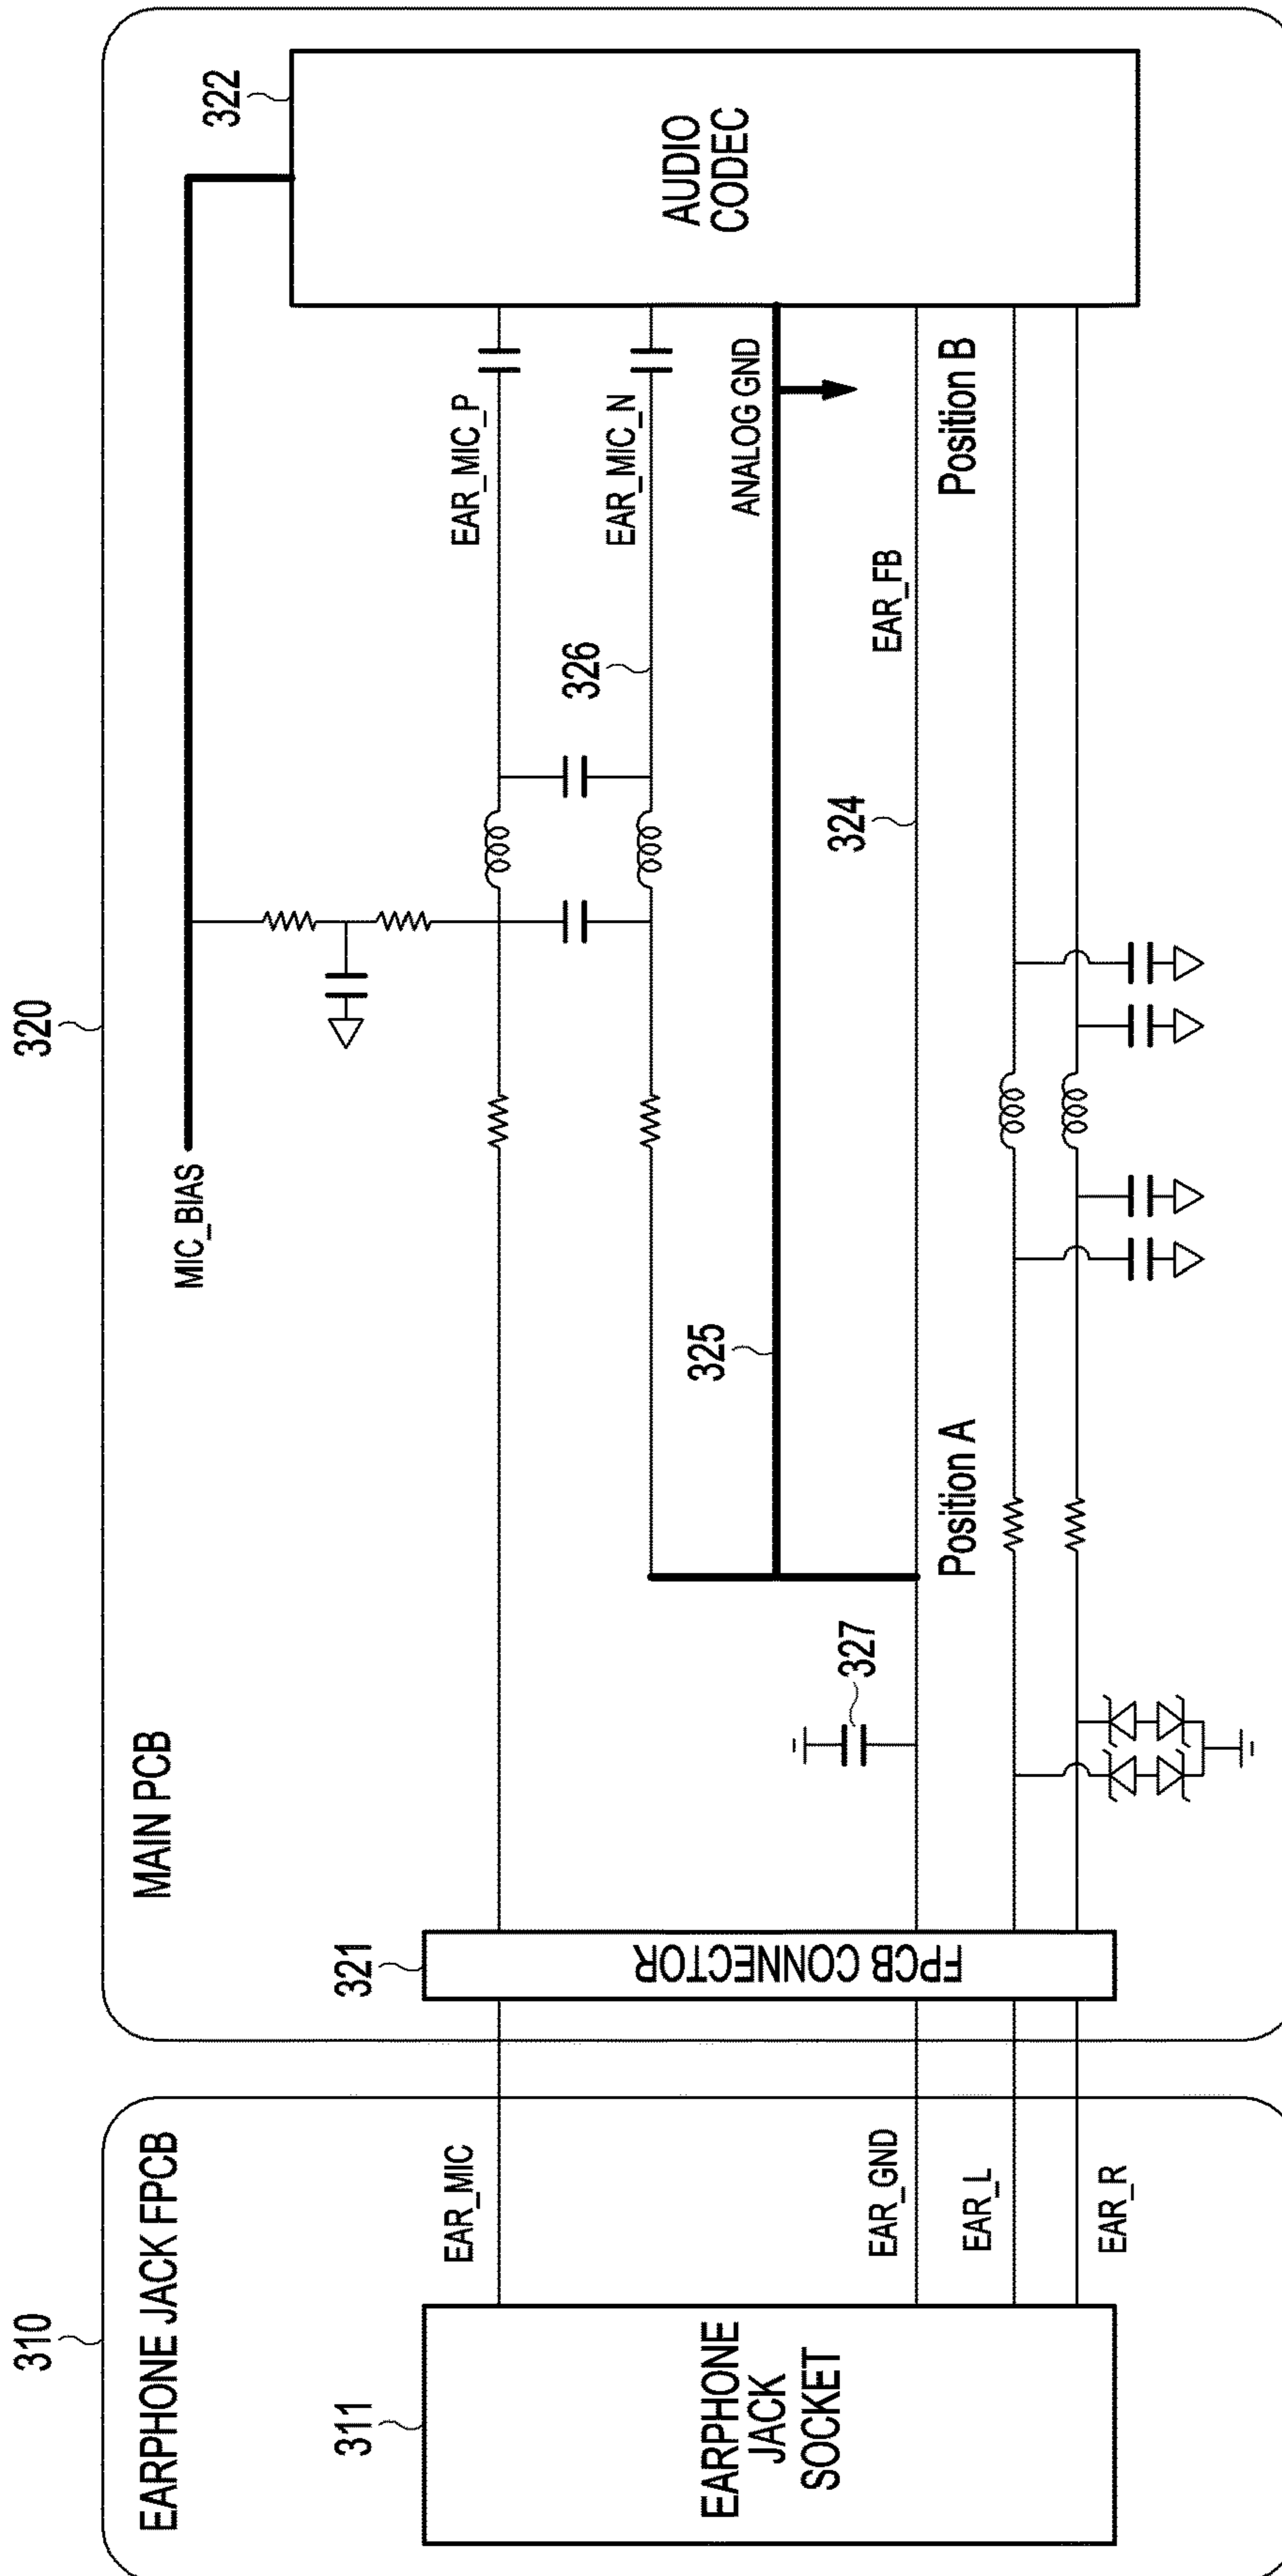 310
EARPHONE JACK FPCB
311
EARPHONE
JACK
SOCKET
EAR_MIC
EAR_GND
EAR_L
EAR_R
320
MAIN PCB
321
FPCB CONNECTOR
MIC_BIAS
327
325
Position A
326
324
EAR_MIC_P
EAR_MIC_N
ANALOG GND
EAR_FB
Position B
322
AUDIO
CODEC